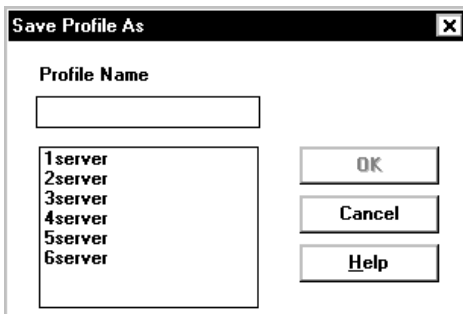 Save Profile As
Profile Name
1server
2server
3server
4server
5server
6server
OK
Cancel
Help